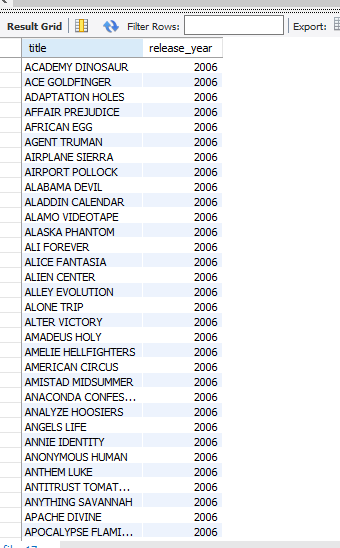 Result Grid Filter Rows: Export:
title release_year
ACADEMY DINOSAUR 2006
ACE GOLDFINGER 2006
ADAPTATION HOLES 2006
AFFAIR PREJUDICE 2006
AFRICAN EGG 2006
AGENT TRUMAN 2006
AIRPLANE SIERRA 2006
AIRPORT POLLOCK 2006
ALABAMA DEVIL 2006
ALADDIN CALENDAR 2006
ALAMO VIDEOTAPE 2006
ALASKA PHANTOM 2006
ALI FOREVER 2006
ALICE FANTASIA 2006
ALIEN CENTER 2006
ALLEY EVOLUTION 2006
ALONE TRIP 2006
ALTER VICTORY 2006
AMADEUS HOLY 2006
AMELIE HELLFIGHTERS 2006
AMERICAN CIRCUS 2006
AMISTAD MIDSUMMER 2006
ANACONDA CONFES... 2006
ANALYZE HOOSIERS 2006
ANGELS LIFE 2006
ANNIE IDENTITY 2006
ANONYMOUS HUMAN 2006
ANTHEM LUKE 2006
ANTITRUST TOMAT... 2006
ANYTHING SAVANNAH 2006
APACHE DIVINE 2006
APOCALYPSE FLAMI... 2006